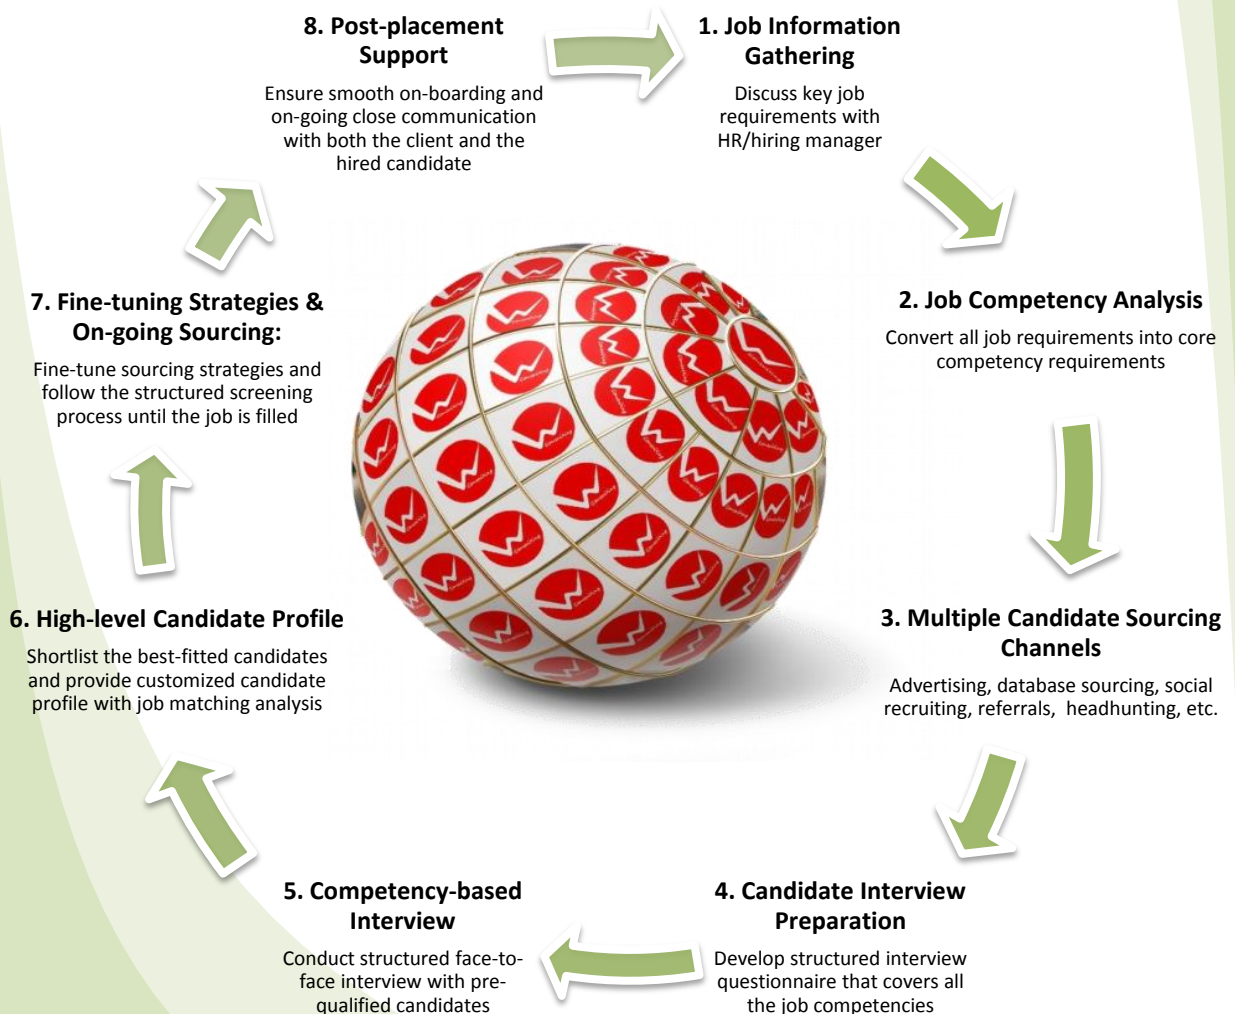 8. Post-placement
Support
Ensure smooth on-boarding and
on-going close communication
with both the client and the
hired candidate
1. Job Information
Gathering
Discuss key job
requirements with
HR/hiring manager
2. Job Competency Analysis
Convert all job requirements into core
competency requirements
3. Multiple Candidate Sourcing
Channels
Advertising, database sourcing, social
recruiting, referrals, headhunting, etc.
4. Candidate Interview
Preparation
Develop structured interview
questionnaire that covers all
the job competencies
5. Competency-based
Interview
Conduct structured face-to-
face interview with pre-
qualified candidates
6. High-level Candidate Profile
Shortlist the best-fitted candidates
and provide customized candidate
profile with job matching analysis
7. Fine-tuning Strategies &
On-going Sourcing:
Fine-tune sourcing strategies and
follow the structured screening
process until the job is filled